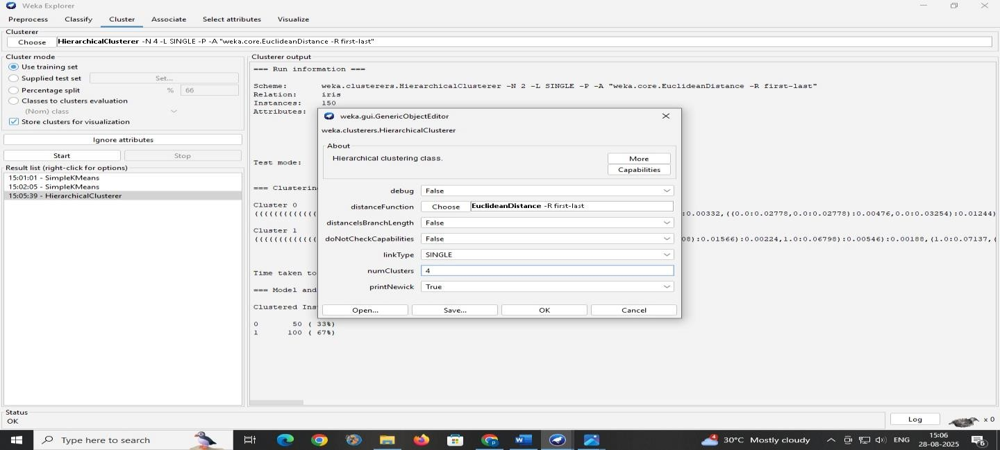 Weka Explorer
Preprocess Classify Cluster Associate Select attributes Visualize
Clusterer
Choose HierarchicalClusterer -N 4 -L SINGLE -P -A "weka.core.EuclideanDistance -R first-last"
Cluster mode
Use training set
Supplied test set Set...
Percentage split % 66
Classes to clusters evaluation
(Nom) class
Store clusters for visualization
Ignore attributes
Start Stop
Result list (right-click for options)
15:01:01 - SimpleKMeans
15:02:05 - SimpleKMeans
15:05:39 - HierarchicalClusterer
Clusterer output
=== Run information ===
Scheme: weka.clusterers.HierarchicalClusterer -N 2 -L SINGLE -P -A "weka.core.EuclideanDistance -R first-last"
Relation: iris
Instances: 150
Attributes:
Test mode:
=== Clustering
Cluster 0
((((((((((((( :0.00332,((0.0:0.02778,0.0:0.02778):0.00476,0.0:0.03254):0.01244)
Cluster 1
((((((((((((( 08):0.01566):0.00224,1.0:0.06798):0.00546):0.00188,(1.0:0.07137,(
Time taken to
=== Model and
Clustered Ins
0 50 ( 33%)
1 100 ( 67%)
weka.gui.GenericObjectEditor
weka.clusterers.HierarchicalClusterer
About
Hierarchical clustering class.
More
Capabilities
debug False
distanceFunction Choose EuclideanDistance -R first-last
distanceIsBranchLength False
doNotCheckCapabilities False
linkType SINGLE
numClusters 4
printNewick True
Open... Save... OK Cancel
Status
OK
Log x 0
Type here to search
4 30°C Mostly cloudy ENG 15:06
28-08-2025 6